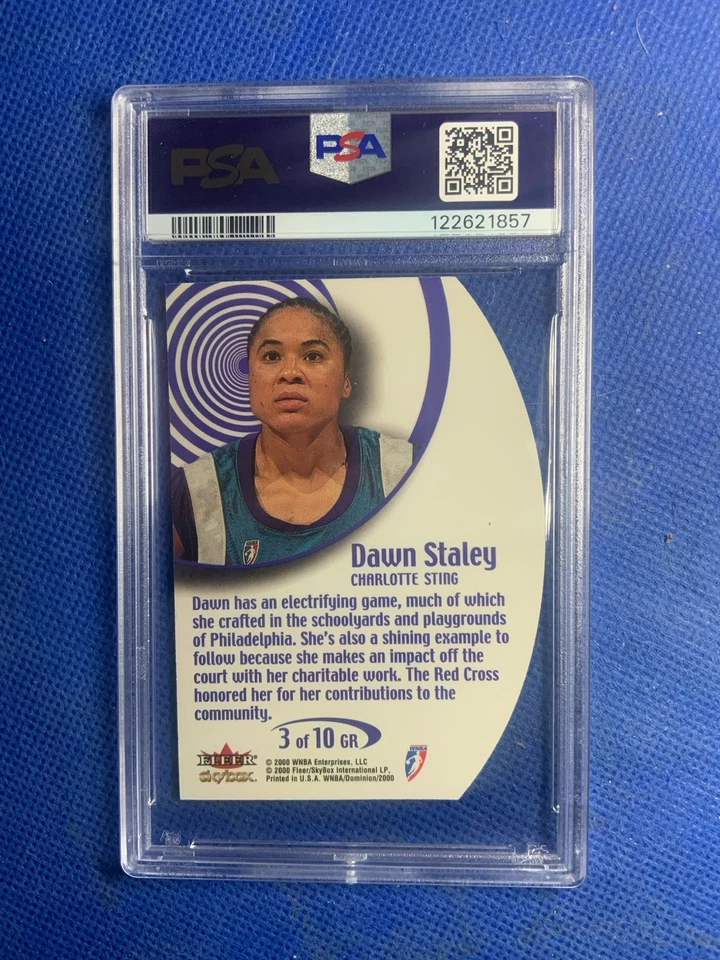 PSA
PSA
122621857
WNBA
Dawn Staley
CHARLOTTE STING
Dawn has an electrifying game, much of which
she crafted in the schoolyards and playgrounds
of Philadelphia. She's also a shining example to
follow because she makes an impact off the
court with her charitable work. The Red Cross
honored her for her contributions to the
community.
3 of 10 GR
FLEER
SKYBOX
© 2000 WNBA Enterprises, LLC
© 2000 Fleer/SkyBox International LP.
Printed in U.S.A. WNBA/Dominion/2000